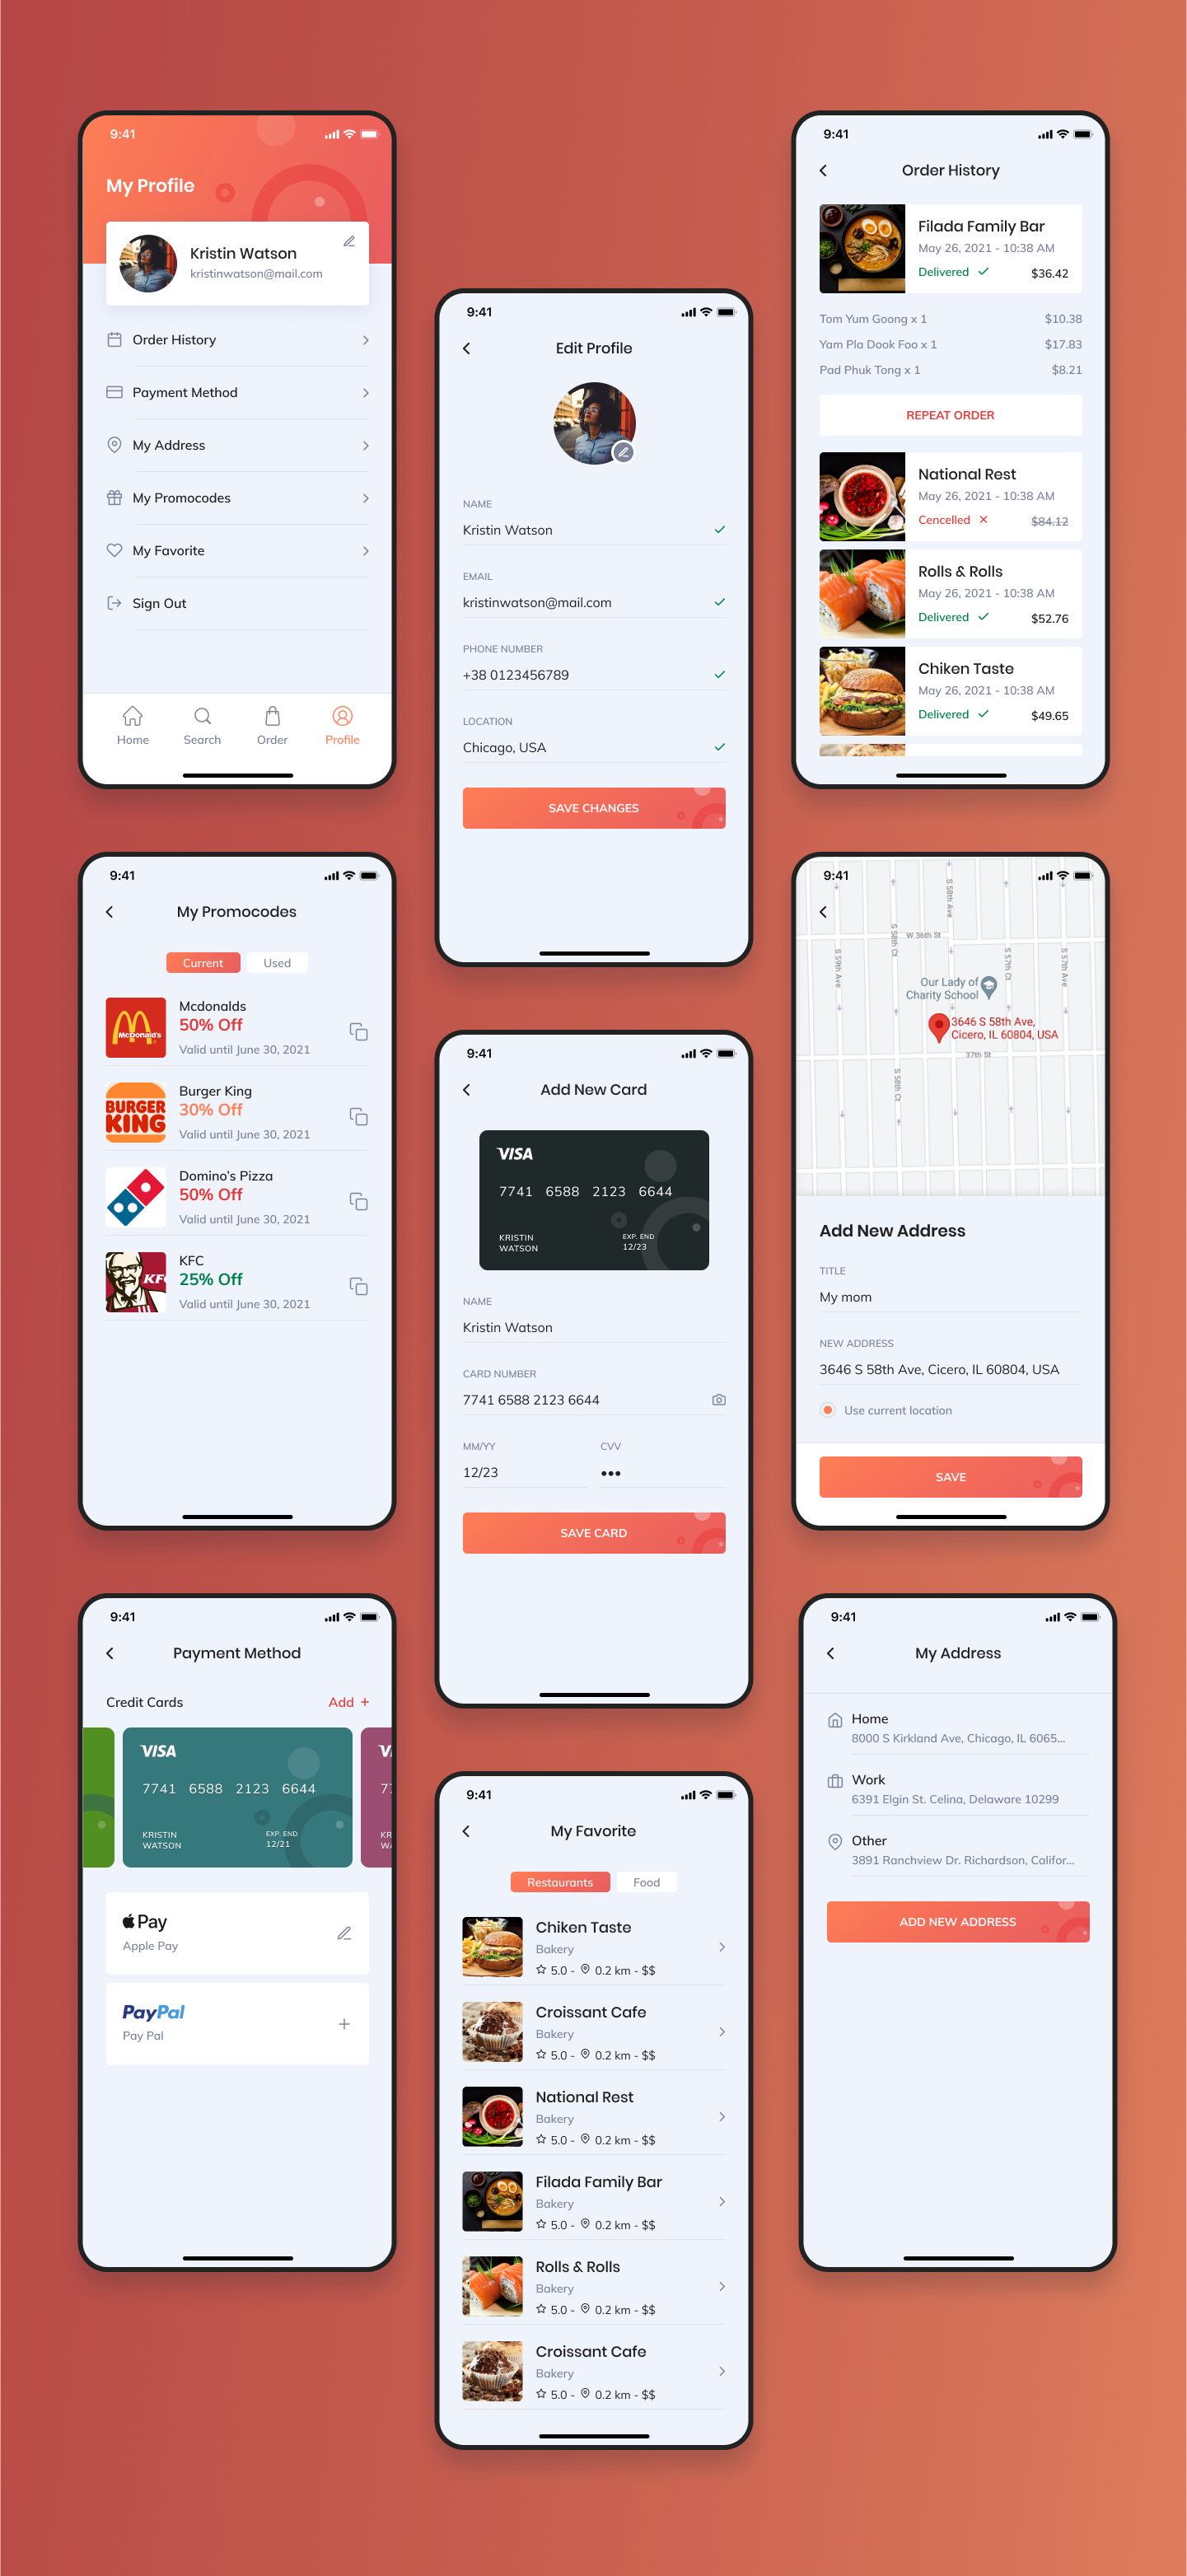 9:41
My Profile
Kristin Watson
kristinwatson@mail.com
Order History
Payment Method
My Address
My Promocodes
My Favorite
Sign Out
Home
Search
Order
Profile
9:41
Edit Profile
NAME
Kristin Watson
EMAIL
kristinwatson@mail.com
PHONE NUMBER
+38 0123456789
LOCATION
Chicago, USA
SAVE CHANGES
9:41
Order History
Filada Family Bar
May 26, 2021 - 10:38 AM
Delivered
$36.42
Tom Yum Goong x 1
$10.38
Yam Pla Dook Foo x 1
$17.83
Pad Phuk Tong x 1
$8.21
REPEAT ORDER
National Rest
May 26, 2021 - 10:38 AM
Cencelled
$84.12
Rolls & Rolls
May 26, 2021 - 10:38 AM
Delivered
$52.76
Chiken Taste
May 26, 2021 - 10:38 AM
Delivered
$49.65
9:41
My Promocodes
Current
Used
McDonald's
Mcdonalds
50% Off
Valid until June 30, 2021
BURGER
KING
Burger King
30% Off
Valid until June 30, 2021
Domino's Pizza
50% Off
Valid until June 30, 2021
KFC
KFC
25% Off
Valid until June 30, 2021
9:41
Add New Card
VISA
7741 6588 2123 6644
KRISTIN
WATSON
EXP. END
12/23
NAME
Kristin Watson
CARD NUMBER
7741 6588 2123 6644
MM/YY
12/23
CVV
•••
SAVE CARD
9:41
S 58th Ave
S 58th Ct
W 36th St
S 59th Ave
S 57th Ct
S 57th Ave
Our Lady of
Charity School
3646 S 58th Ave,
Cicero, IL 60804, USA
37th St
S 58th Ct
Add New Address
TITLE
My mom
NEW ADDRESS
3646 S 58th Ave, Cicero, IL 60804, USA
Use current location
SAVE
9:41
Payment Method
Credit Cards
Add +
VISA
7741 6588 2123 6644
KRISTIN
WATSON
EXP. END
12/21
Pay
Apple Pay
PayPal
Pay Pal
9:41
My Favorite
Restaurants
Food
Chiken Taste
Bakery
5.0 - 0.2 km - $$
Croissant Cafe
Bakery
5.0 - 0.2 km - $$
National Rest
Bakery
5.0 - 0.2 km - $$
Filada Family Bar
Bakery
5.0 - 0.2 km - $$
Rolls & Rolls
Bakery
5.0 - 0.2 km - $$
Croissant Cafe
Bakery
5.0 - 0.2 km - $$
9:41
My Address
Home
8000 S Kirkland Ave, Chicago, IL 6065...
Work
6391 Elgin St. Celina, Delaware 10299
Other
3891 Ranchview Dr. Richardson, Califor...
ADD NEW ADDRESS